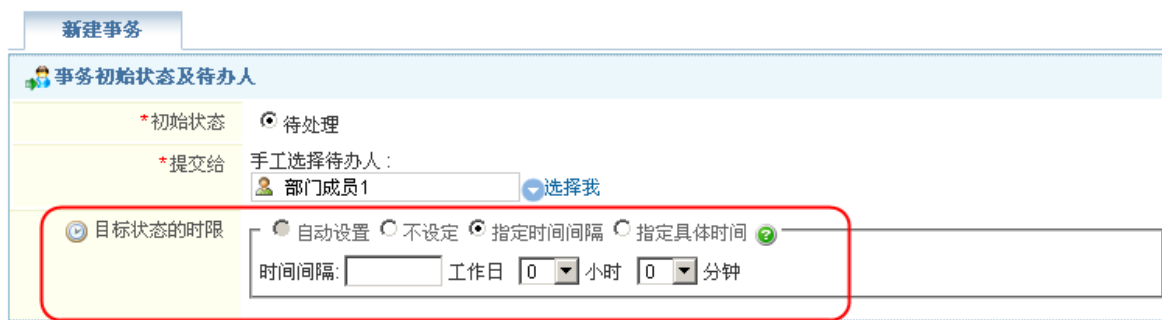 新建事务
事务初始状态及待办人
*初始状态 待处理
*提交给 手工选择待办人:
部门成员1 选择我
目标状态的时限 自动设置 不设定 指定时间间隔 指定具体时间
时间间隔: 工作日 0 小时 0 分钟